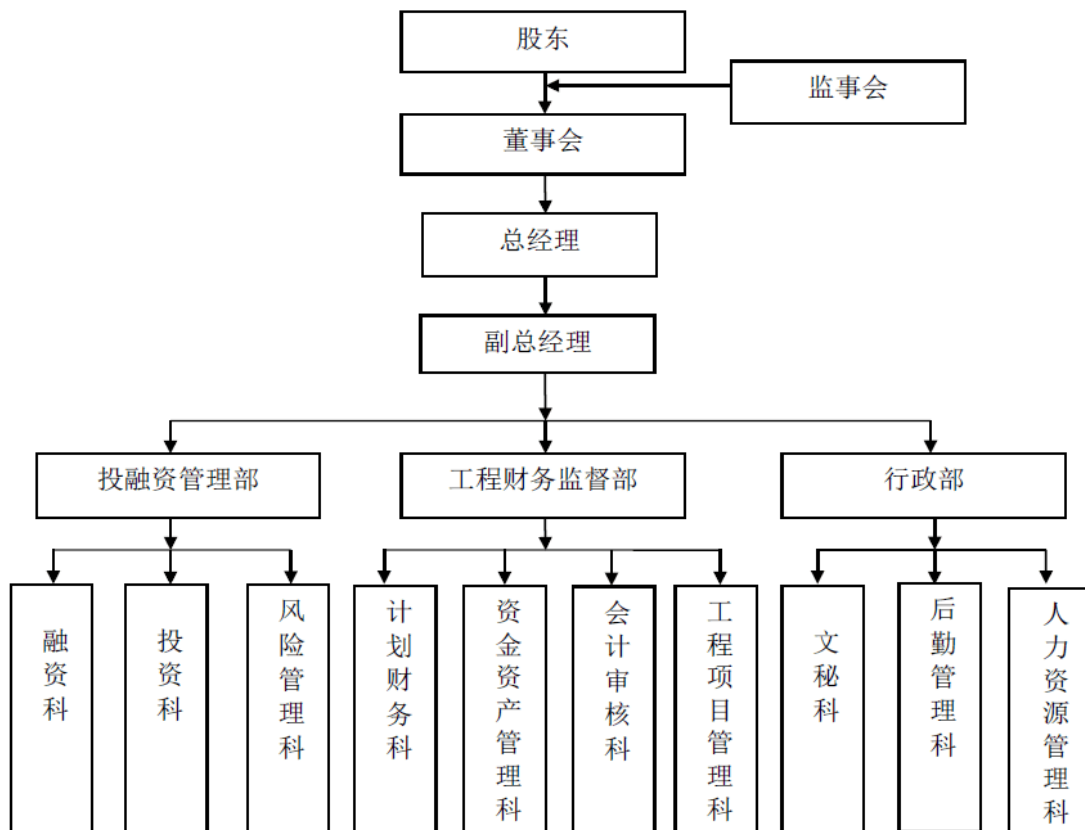 股东
监事会
董事会
总经理
副总经理
投融资管理部
工程财务监督部
行政部
融资科
投资科
风险管理科
计划财务科
资金资产管理科
会计审核科
工程项目管理科
文秘科
后勤管理科
人力资源管理科